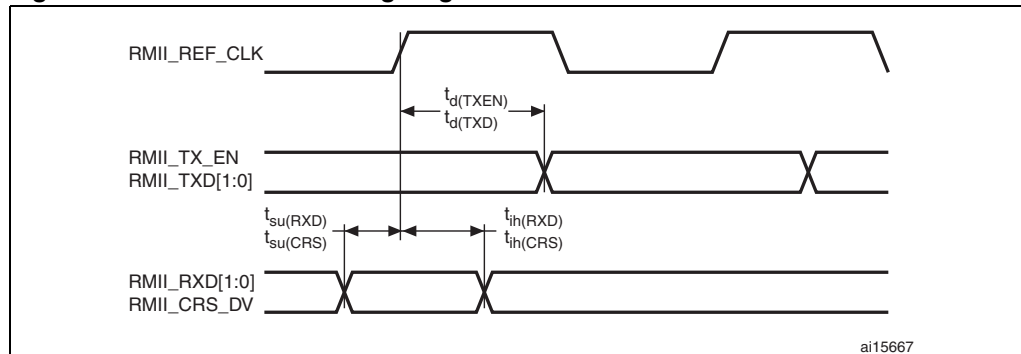 RMII_REF_CLK
td(TXEN)
td(TXD)
RMII_TX_EN
RMII_TXD[1:0]
tsu(RXD)
tsu(CRS)
tih(RXD)
tih(CRS)
RMII_RXD[1:0]
RMII_CRS_DV
ai15667